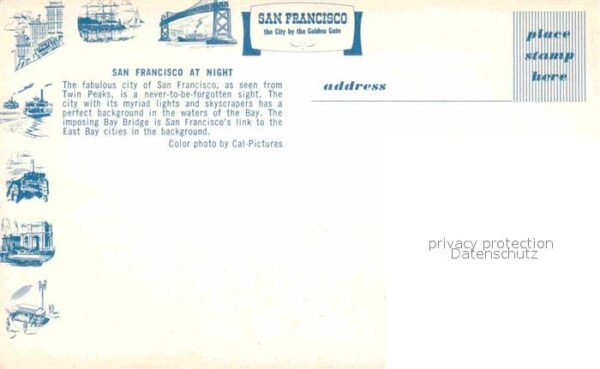 SAN FRANCISCO
the City by the Golden Gate
place
stamp
here
address
SAN FRANCISCO AT NIGHT
The fabulous city of San Francisco, as seen from
Twin Peaks, is a never-to-be-forgotten sight. The
city with its myriad lights and skyscrapers has a
perfect background in the waters of the Bay. The
imposing Bay Bridge is San Francisco's link to the
East Bay cities in the background.
Color photo by Cal-Pictures
privacy protection
Datenschutz